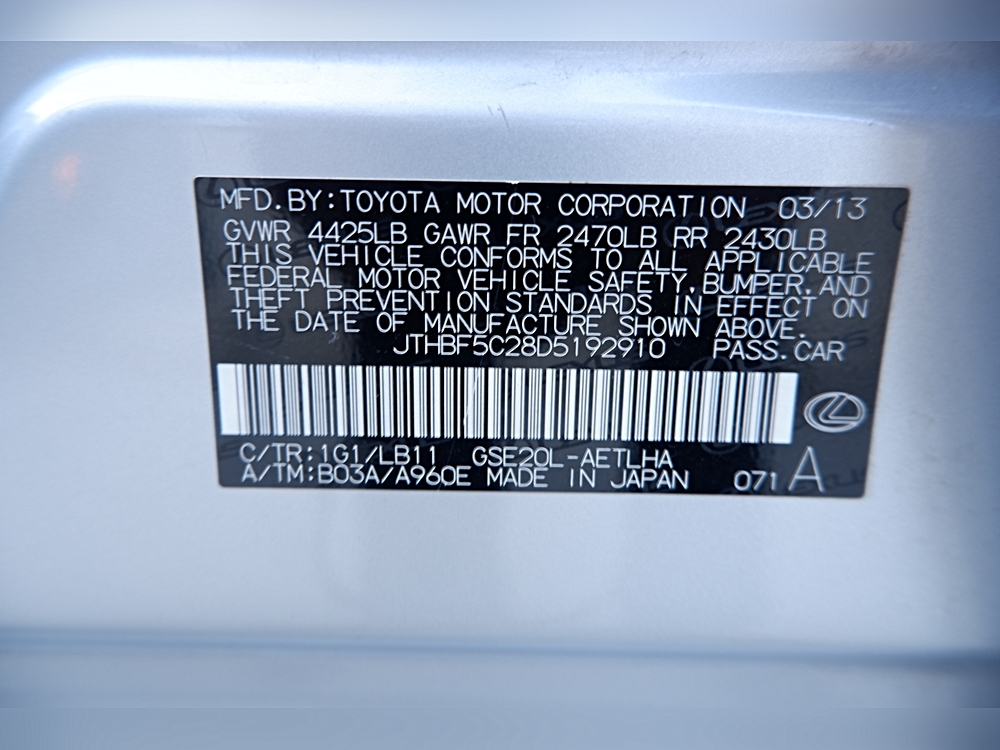 MFD.BY:TOYOTA MOTOR CORPORATION 03/13
GVWR 4425LB GAWR FR 2470LB RR 2430LB
THIS VEHICLE CONFORMS TO ALL APPLICABLE
FEDERAL MOTOR VEHICLE SAFETY,BUMPER,AND
THEFT PREVENTION STANDARDS IN EFFECT ON
THE DATE OF MANUFACTURE SHOWN ABOVE.
JTHBF5C28D5192910 PASS.CAR
C/TR:1G1/LB11 GSE20L-AETLHA
A/TM:B03A/A960E MADE IN JAPAN 071 A